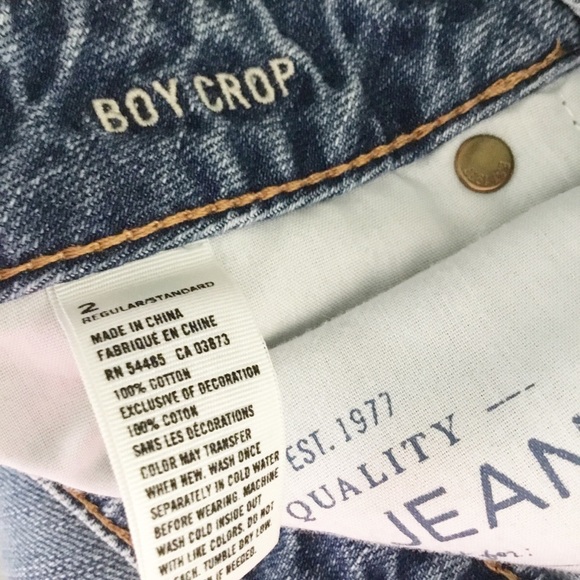 BOY CROP
2
REGULAR/STANDARD
MADE IN CHINA
FABRIQUÉ EN CHINE
RN 54485 CA 03873
100% COTTON
EXCLUSIVE OF DECORATION
100% COTON
SANS LES DÉCORATIONS
COLOR MAY TRANSFER
WHEN NEW. WASH ONCE
SEPARATELY IN COLD WATER
BEFORE WEARING. MACHINE
WASH COLD INSIDE OUT
WITH LIKE COLORS. DO NOT
TUMBLE DRY LOW
IF NEEDED.
EST. 1977
QUALITY
JEAN